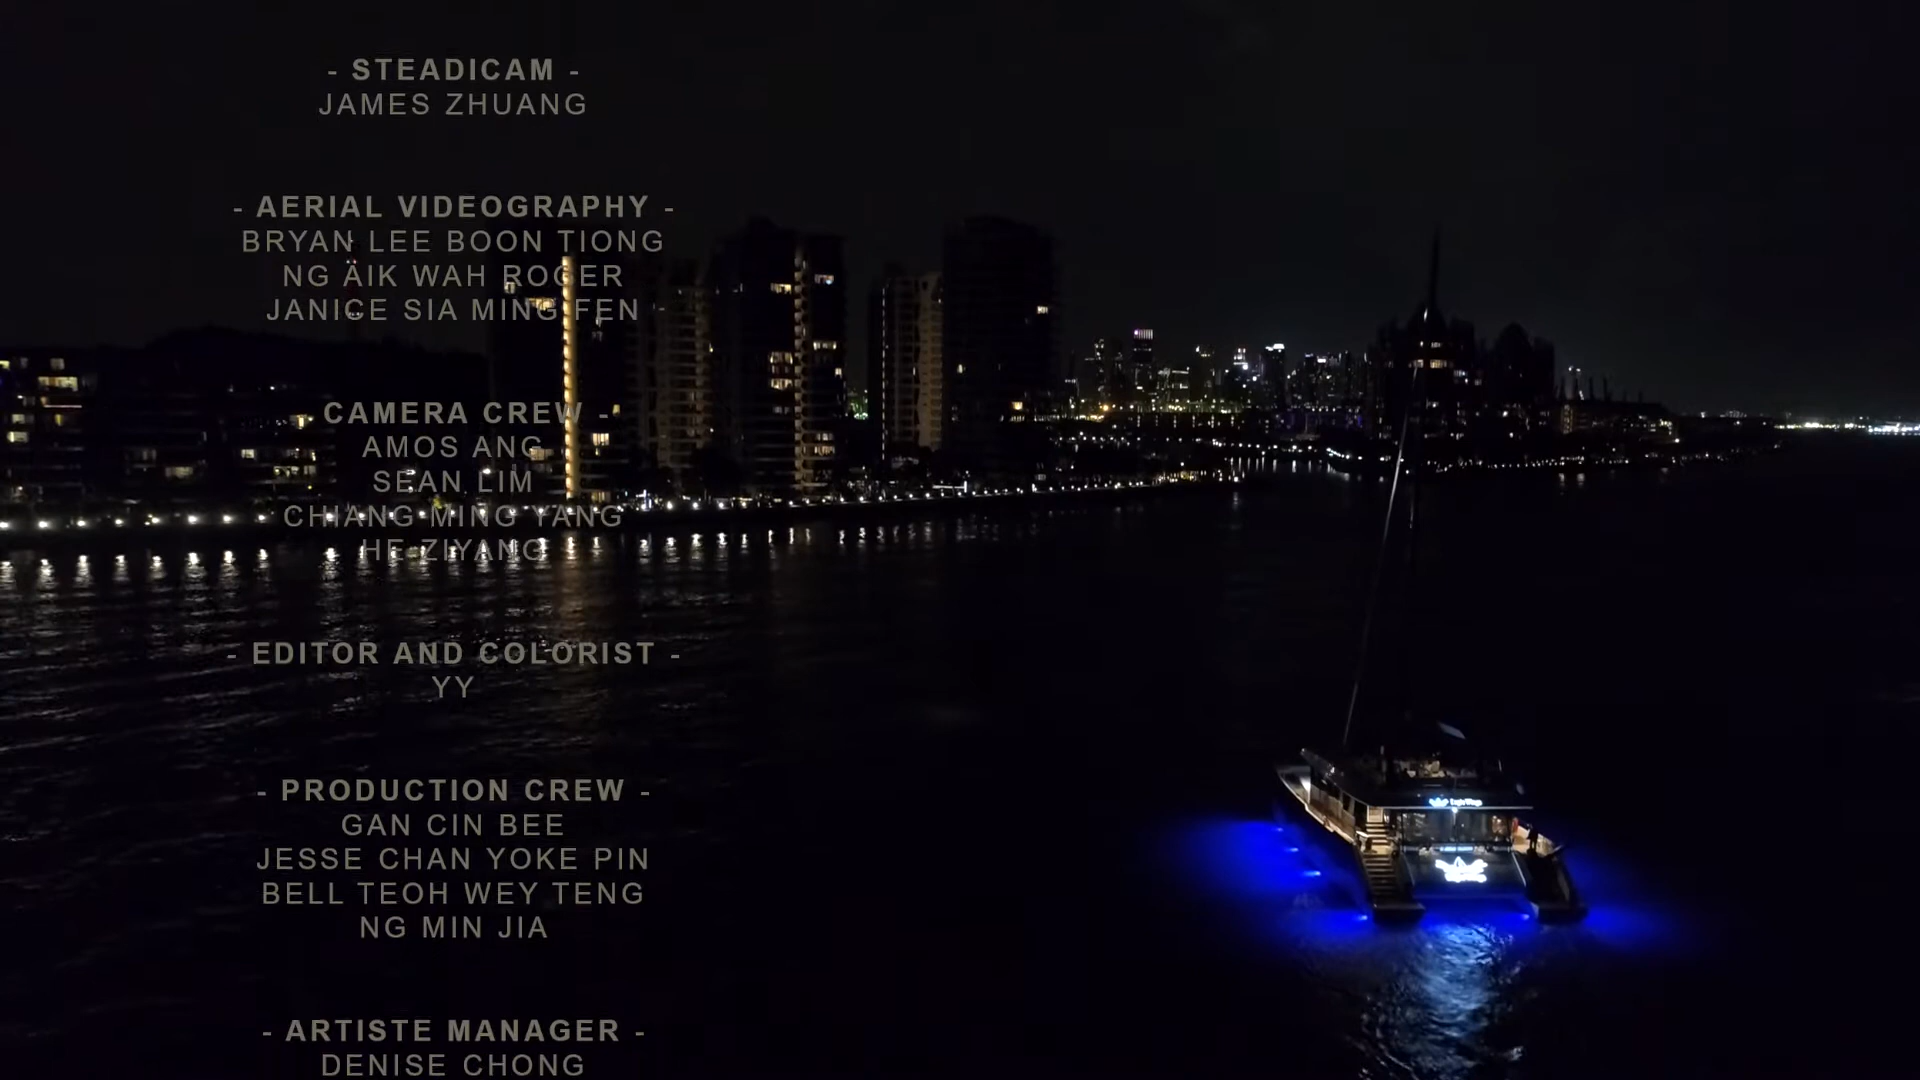 - STEADICAM -
JAMES ZHUANG
- AERIAL VIDEOGRAPHY -
BRYAN LEE BOON TIONG
NG AIK WAH ROGER
JANICE SIA MING FEN
CAMERA CREW -
AMOS ANG
SEAN LIM
CHIANG MING YANG
HE ZIYANG
- EDITOR AND COLORIST -
YY
- PRODUCTION CREW -
GAN CIN BEE
JESSE CHAN YOKE PIN
BELL TEOH WEY TENG
NG MIN JIA
- ARTISTE MANAGER -
DENISE CHONG